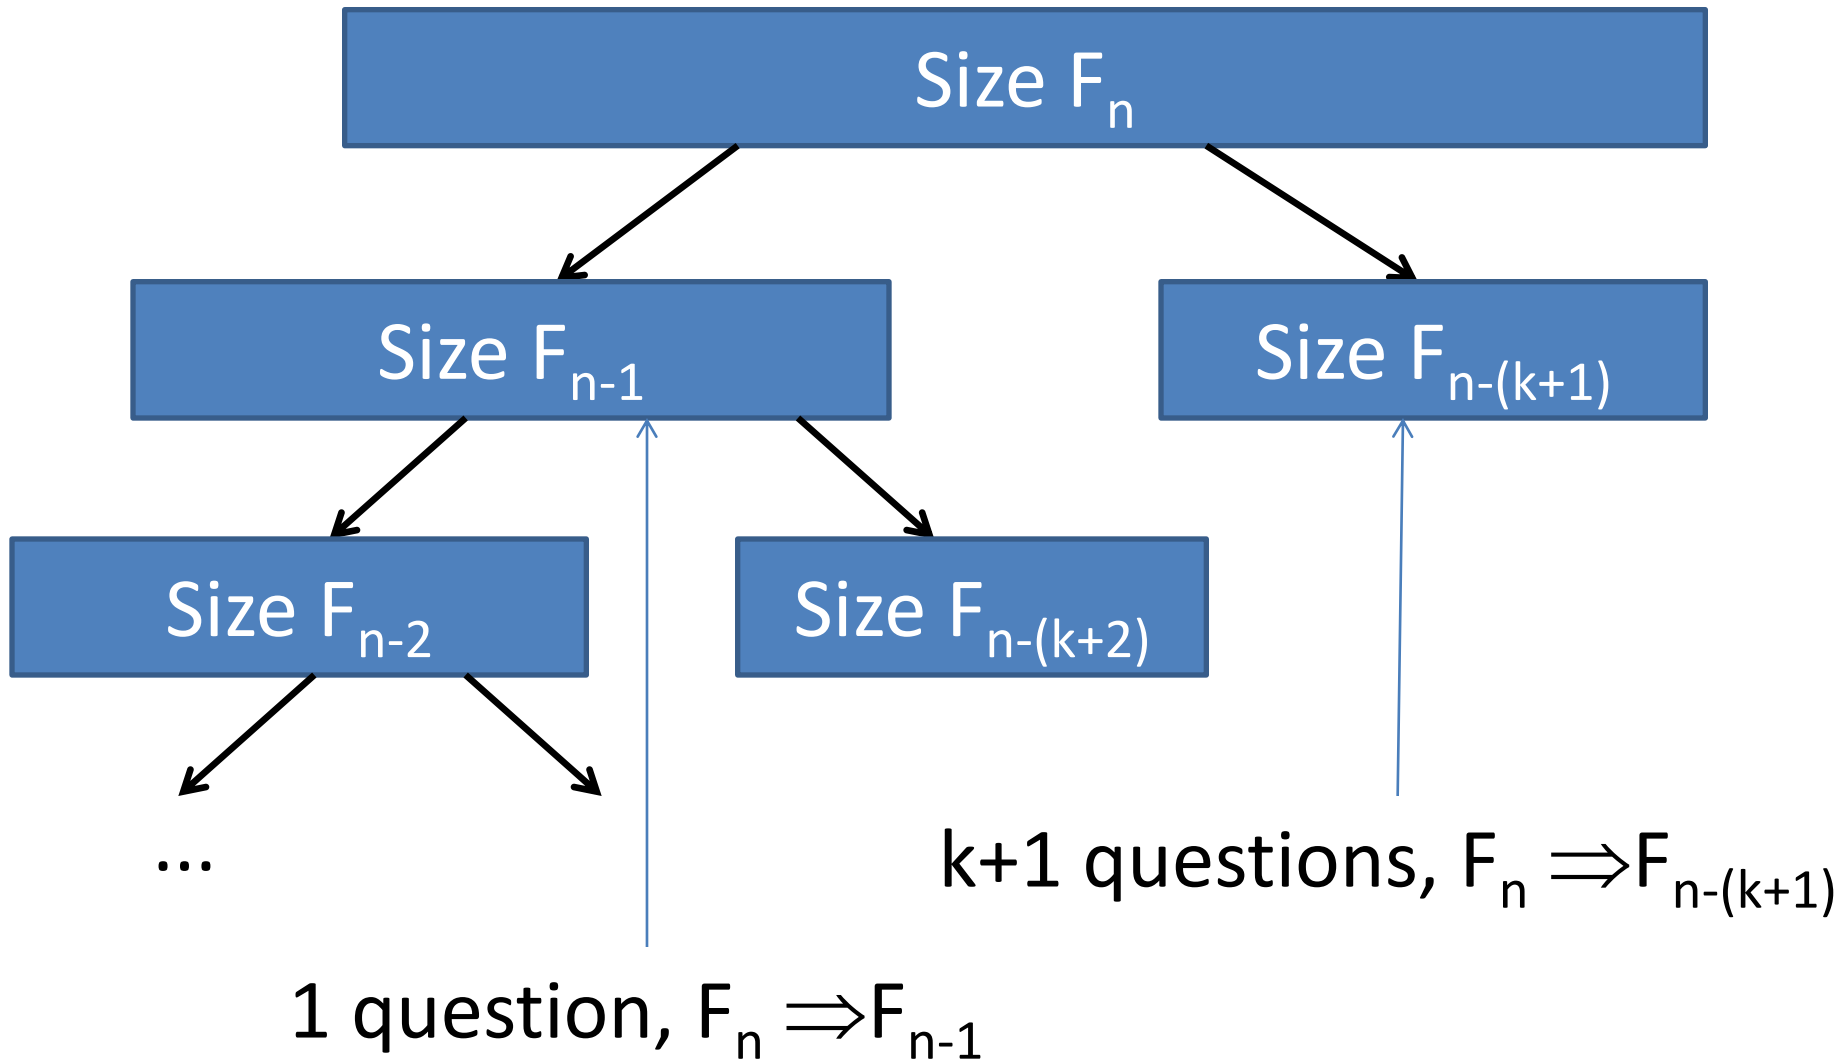 Size Fₙ
Size Fₙ₋₁
Size Fₙ₋₍ₖ₊₁₎
Size Fₙ₋₂
Size Fₙ₋₍ₖ₊₂₎
...
k+1 questions, Fₙ ⇒Fₙ₋₍ₖ₊₁₎
1 question, Fₙ ⇒Fₙ₋₁